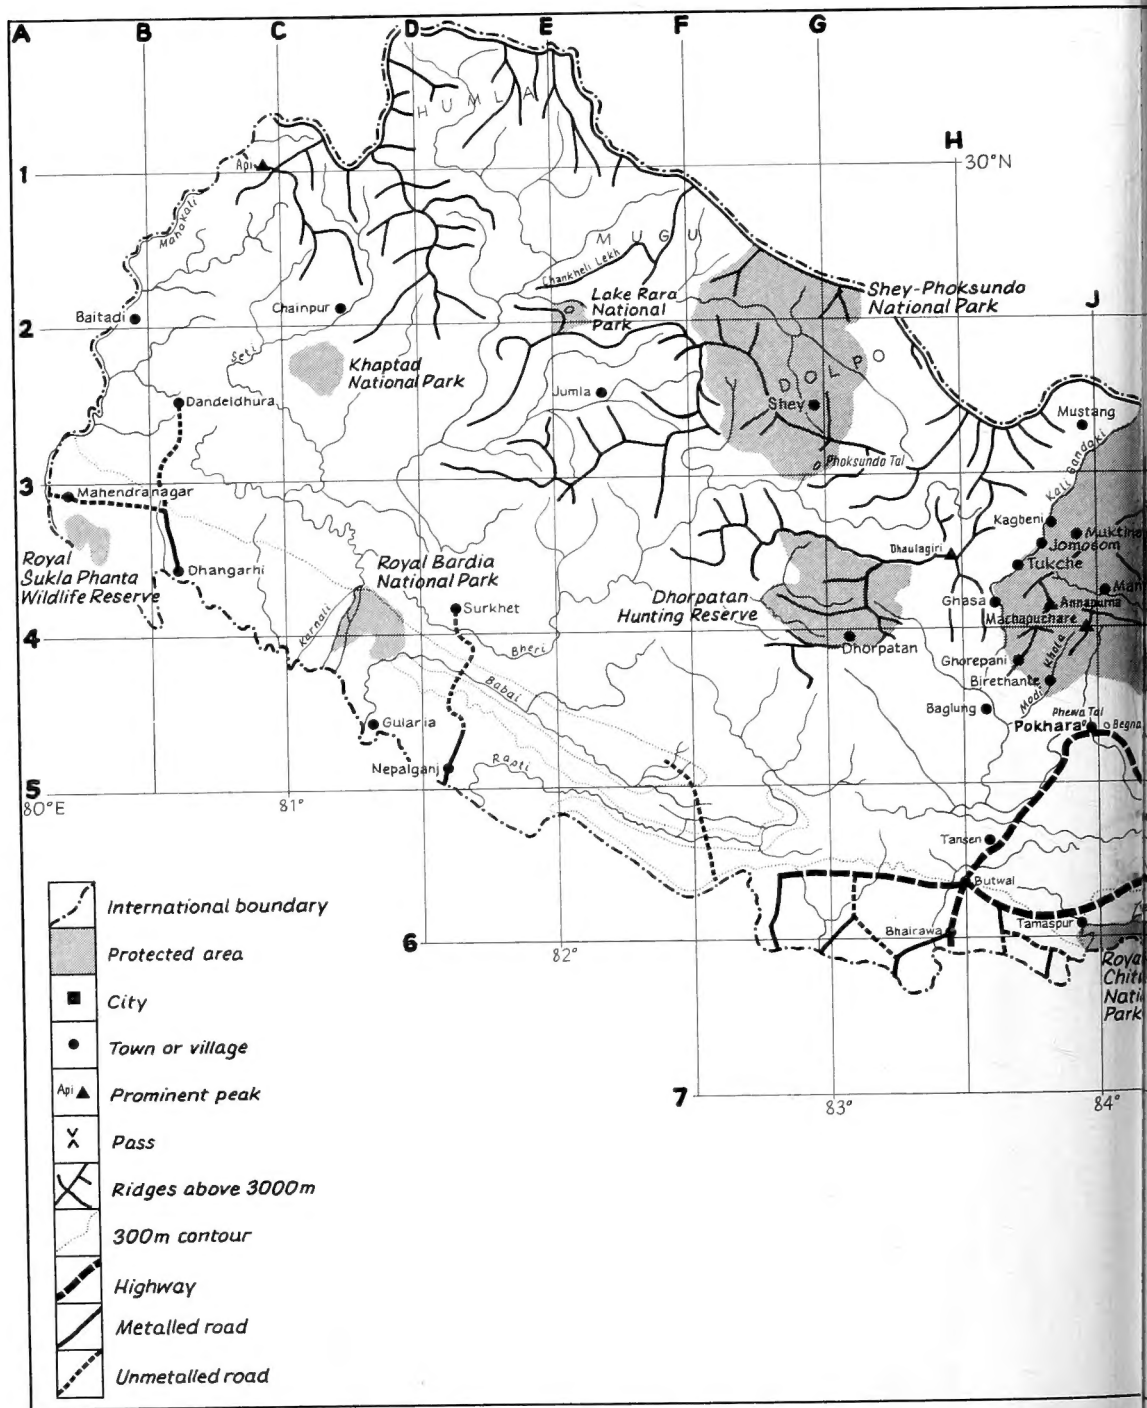 A B C D E F G
HUMLA
H
30°N
Api
1
Mahakali
MUGU
Chankheli Lekh
Lake Rara
National
Park
Shey-Phoksundo
National Park
J
Baitadi
Chainpur
2
Seti
Khaptad
National Park
DOLPO
Jumla
Dandeldhura
Shey
Mustang
Phoksundo Tal
Kali Gandaki
3
Mahendranagar
Kagbeni
Royal
Sukla Phanta
Wildlife Reserve
Dhangarhi
Royal Bardia
National Park
Dhaulagiri
Jomosom
Tukche
Dhorpatan
Hunting Reserve
Surkhet
Ghasa
Annapurna
Machapuchare
Karnali
4
Bheri
Dhorpatan
Ghorepani
Birethante
Modi Khola
Babai
Baglung
Gularia
Phewa Tal
Pokhara
Nepalganj
Rapti
5
80°E
81°
Tansen
Butwal
International boundary
Tamaspur
Bhairawa
6
82°
Protected area
City
Town or village
7
83°
84°
Api
Prominent peak
Pass
Ridges above 3000m
300m contour
Highway
Metalled road
Unmetalled road